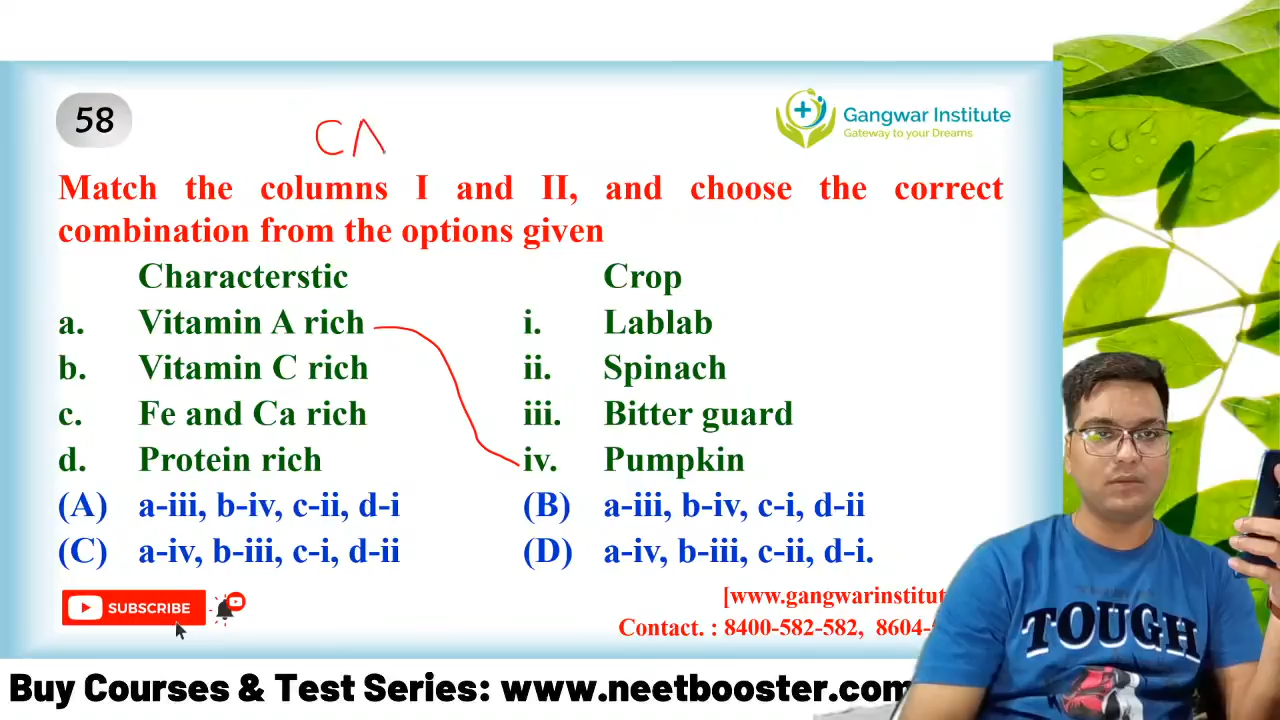 58
CA
Gangwar Institute
Gateway to your Dreams
Match the columns I and II, and choose the correct
combination from the options given
Characterstic Crop
a. Vitamin A rich i. Lablab
b. Vitamin C rich ii. Spinach
c. Fe and Ca rich iii. Bitter guard
d. Protein rich iv. Pumpkin
(A) a-iii, b-iv, c-ii, d-i (B) a-iii, b-iv, c-i, d-ii
(C) a-iv, b-iii, c-i, d-ii (D) a-iv, b-iii, c-ii, d-i.
SUBSCRIBE
[www.gangwarinstitut
Contact. : 8400-582-582, 8604-
TOUGH
Buy Courses & Test Series: www.neetbooster.com